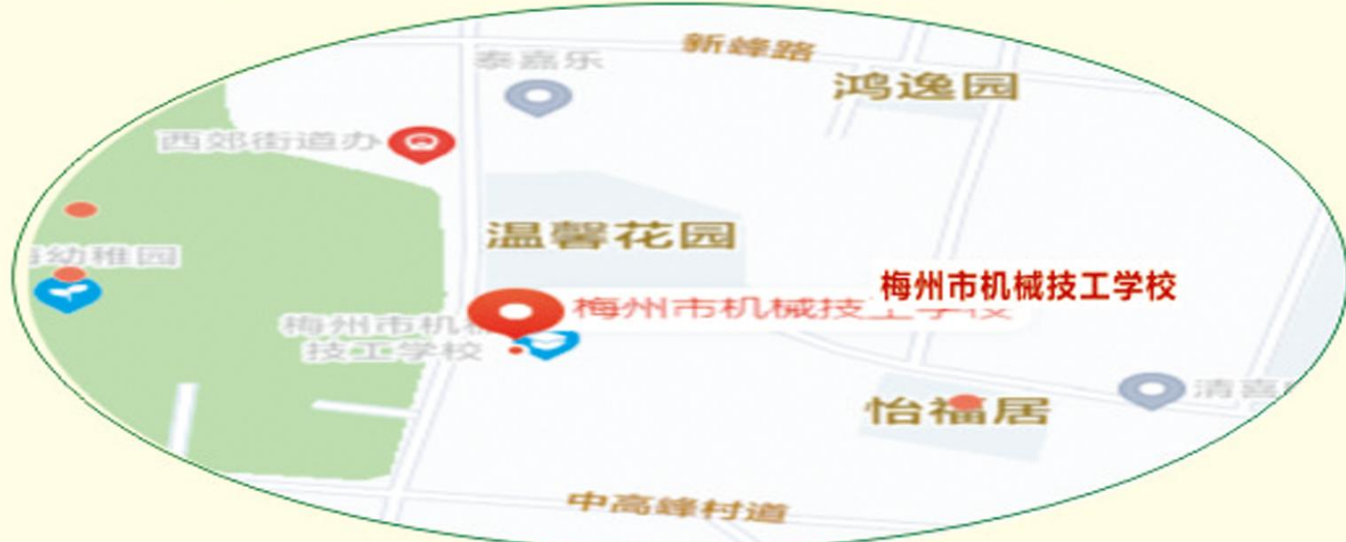 新峰路
泰嘉乐
鸿逸园
西郊街道办
温馨花园
幼稚园
梅州市机械技工学校
梅州市机械技工学校
梅州市机
技工学校
清喜
怡福居
中高峰村道